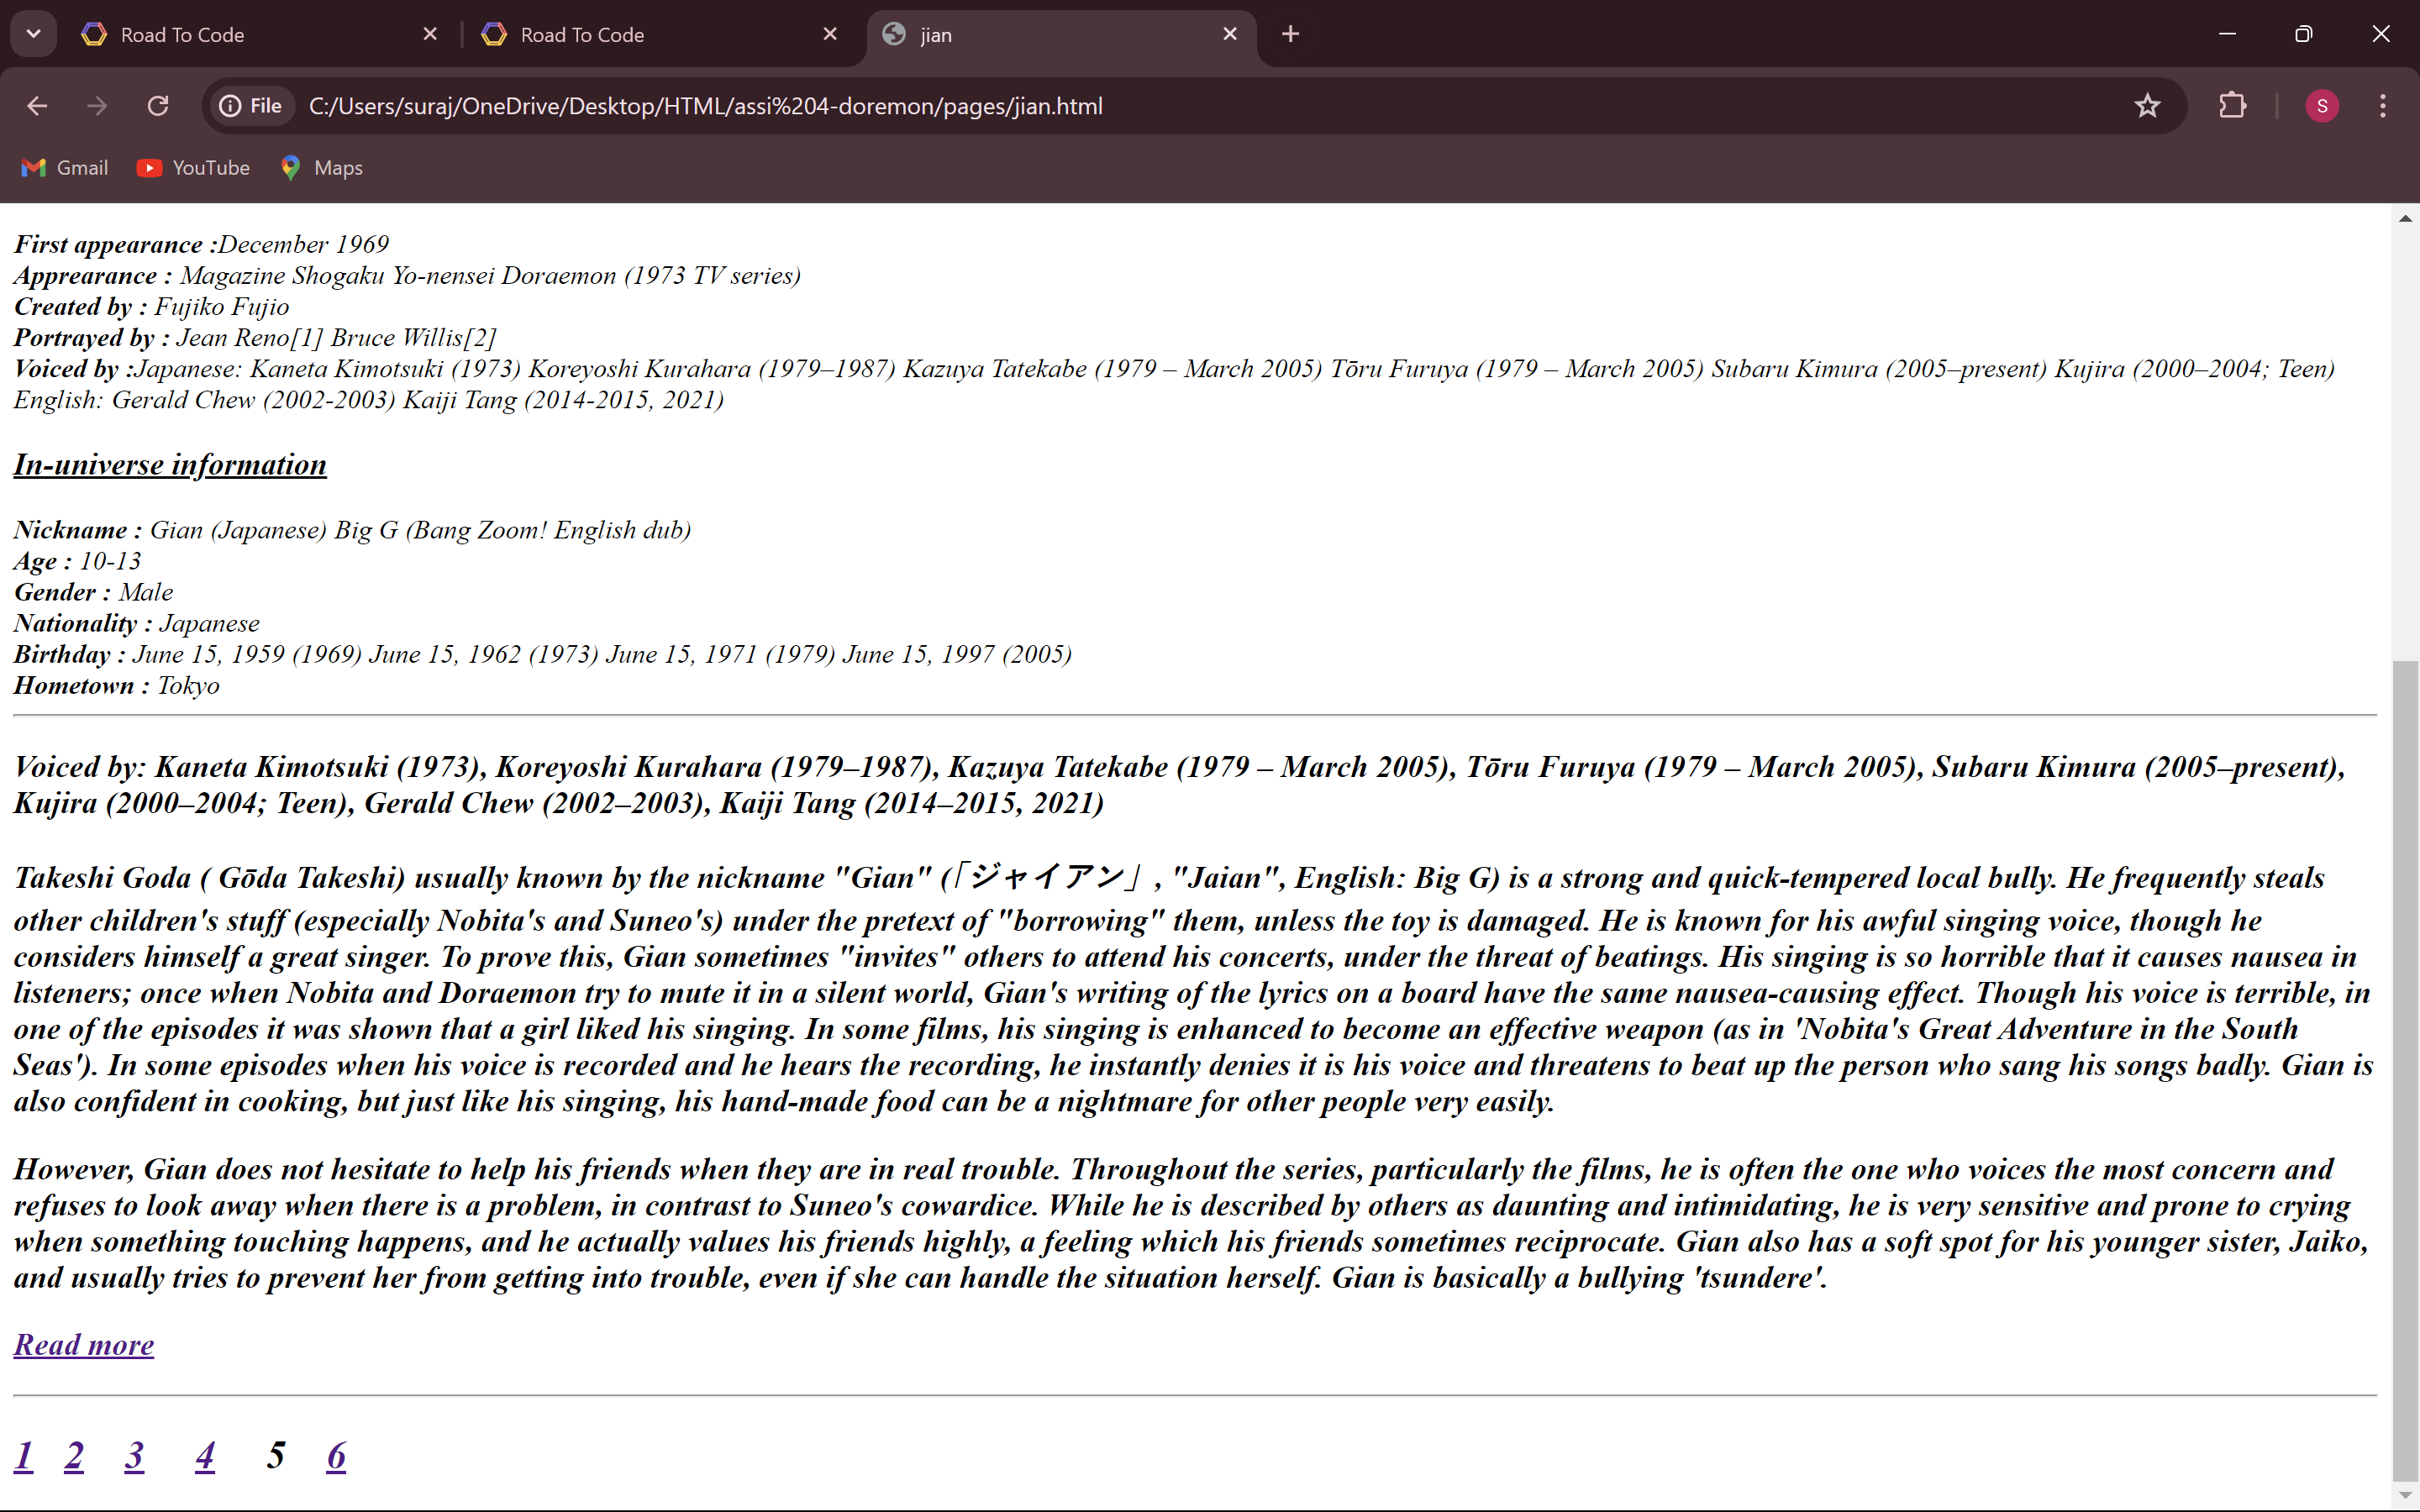 Road To Code
Road To Code
jian
File C:/Users/suraj/OneDrive/Desktop/HTML/assi%204-doremon/pages/jian.html
S
Gmail YouTube Maps
First appearance :December 1969
Apprearance : Magazine Shogaku Yo-nensei Doraemon (1973 TV series)
Created by : Fujiko Fujio
Portrayed by : Jean Reno[1] Bruce Willis[2]
Voiced by :Japanese: Kaneta Kimotsuki (1973) Koreyoshi Kurahara (1979–1987) Kazuya Tatekabe (1979 – March 2005) Tōru Furuya (1979 – March 2005) Subaru Kimura (2005–present) Kujira (2000–2004; Teen)
English: Gerald Chew (2002-2003) Kaiji Tang (2014-2015, 2021)
In-universe information
Nickname : Gian (Japanese) Big G (Bang Zoom! English dub)
Age : 10-13
Gender : Male
Nationality : Japanese
Birthday : June 15, 1959 (1969) June 15, 1962 (1973) June 15, 1971 (1979) June 15, 1997 (2005)
Hometown : Tokyo
Voiced by: Kaneta Kimotsuki (1973), Koreyoshi Kurahara (1979–1987), Kazuya Tatekabe (1979 – March 2005), Tōru Furuya (1979 – March 2005), Subaru Kimura (2005–present),
Kujira (2000–2004; Teen), Gerald Chew (2002–2003), Kaiji Tang (2014–2015, 2021)
Takeshi Goda ( Gōda Takeshi) usually known by the nickname "Gian" (「ジャイアン」, "Jaian", English: Big G) is a strong and quick-tempered local bully. He frequently steals
other children's stuff (especially Nobita's and Suneo's) under the pretext of "borrowing" them, unless the toy is damaged. He is known for his awful singing voice, though he
considers himself a great singer. To prove this, Gian sometimes "invites" others to attend his concerts, under the threat of beatings. His singing is so horrible that it causes nausea in
listeners; once when Nobita and Doraemon try to mute it in a silent world, Gian's writing of the lyrics on a board have the same nausea-causing effect. Though his voice is terrible, in
one of the episodes it was shown that a girl liked his singing. In some films, his singing is enhanced to become an effective weapon (as in 'Nobita's Great Adventure in the South
Seas'). In some episodes when his voice is recorded and he hears the recording, he instantly denies it is his voice and threatens to beat up the person who sang his songs badly. Gian is
also confident in cooking, but just like his singing, his hand-made food can be a nightmare for other people very easily.
However, Gian does not hesitate to help his friends when they are in real trouble. Throughout the series, particularly the films, he is often the one who voices the most concern and
refuses to look away when there is a problem, in contrast to Suneo's cowardice. While he is described by others as daunting and intimidating, he is very sensitive and prone to crying
when something touching happens, and he actually values his friends highly, a feeling which his friends sometimes reciprocate. Gian also has a soft spot for his younger sister, Jaiko,
and usually tries to prevent her from getting into trouble, even if she can handle the situation herself. Gian is basically a bullying 'tsundere'.
Read more
1 2 3 4 5 6